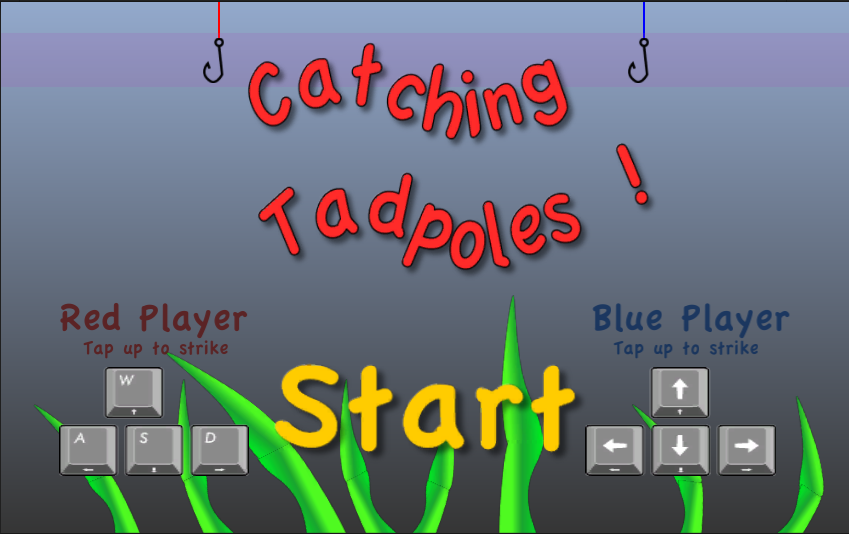 Catching
Tadpoles !
Red Player
Tap up to strike
Blue Player
Tap up to strike
Start
W
A S D